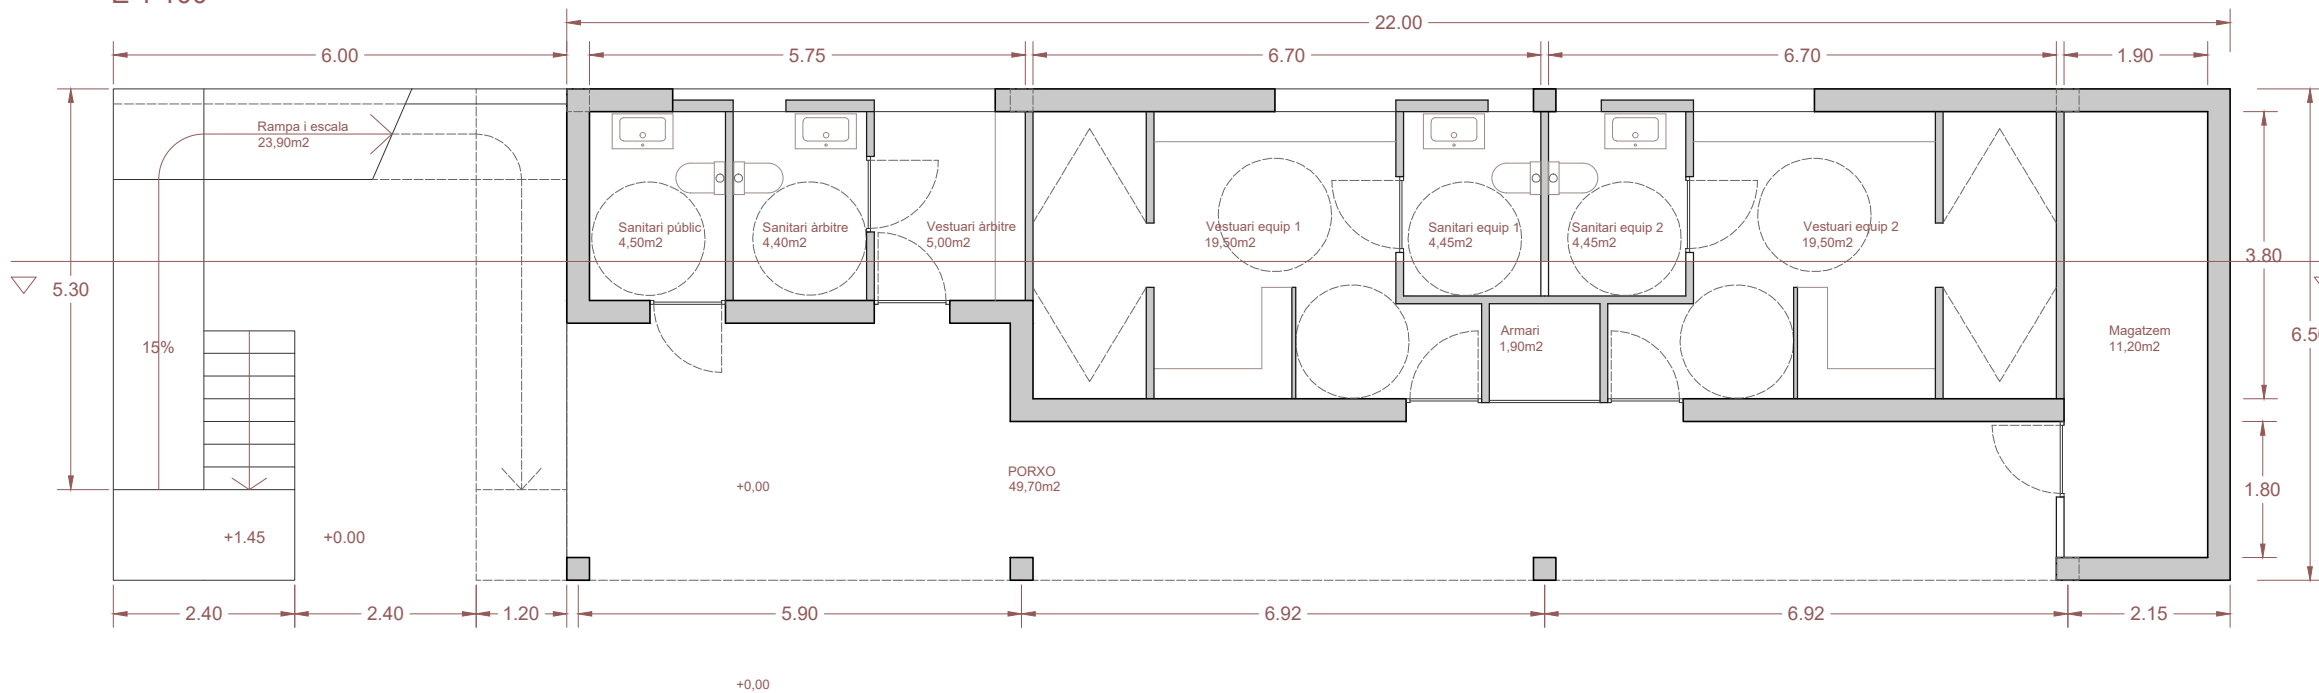 22.00
6.00
5.75
6.70
6.70
1.90
Rampa i escala
23,90m2
Sanitari públic
4,50m2
Sanitari àrbitre
4,40m2
Vestuari àrbitre
5,00m2
Vestuari equip 1
19,50m2
Sanitari equip 1
4,45m2
Sanitari equip 2
4,45m2
Vestuari equip 2
19,50m2
3.80
5.30
15%
Armari
1,90m2
Magatzem
11,20m2
PORXO
49,70m2
+0,00
1.80
+1.45
+0.00
2.40
2.40
1.20
5.90
6.92
6.92
2.15
+0,00